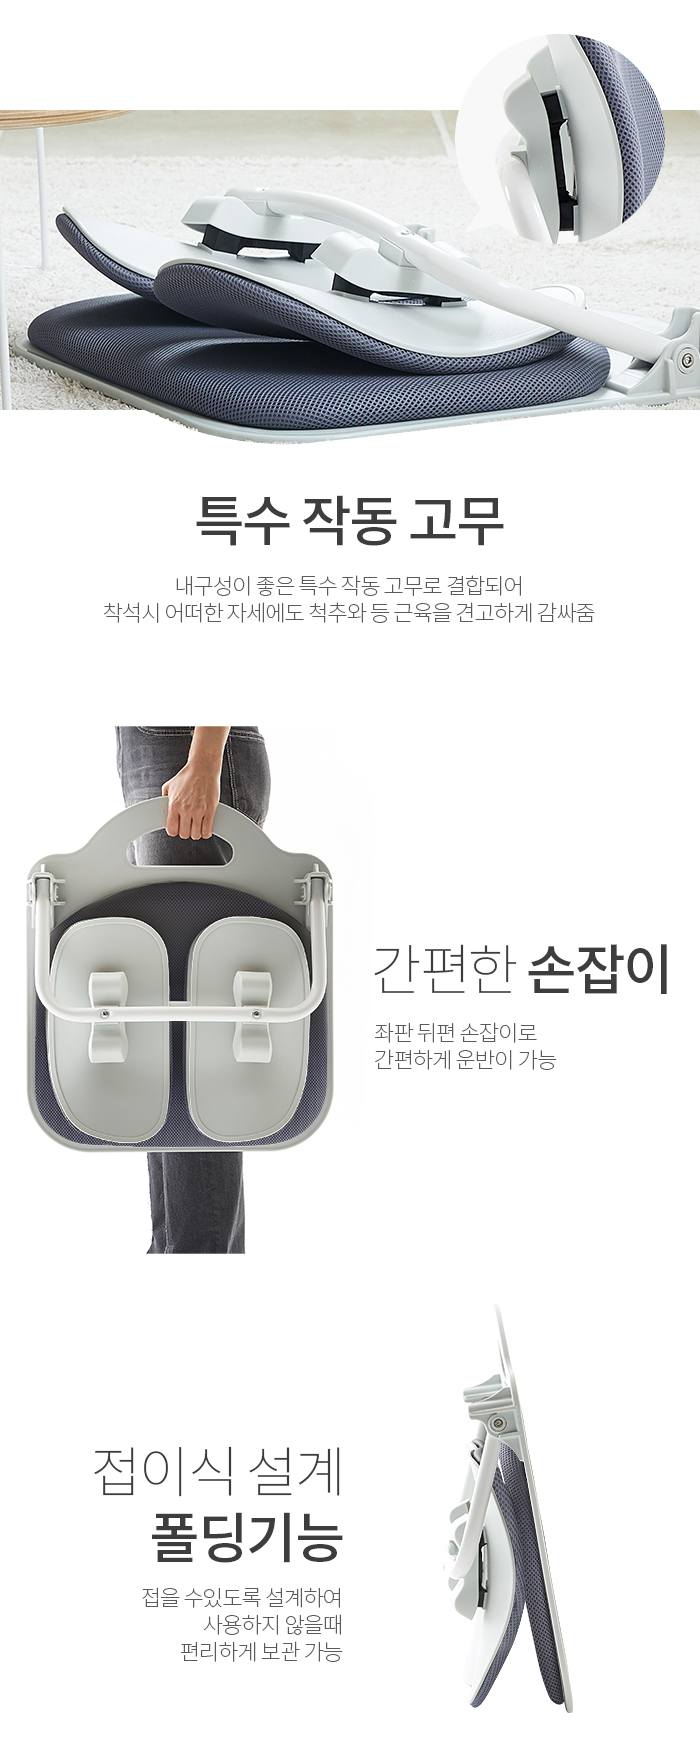 특수 작동 고무
내구성이 좋은 특수 작동 고무로 결합되어
착석시 어떠한 자세에도 척추와 등 근육을 견고하게 감싸줌
간편한 손잡이
좌판 뒤편 손잡이로
간편하게 운반이 가능
접이식 설계
폴딩기능
접을 수있도록 설계하여
사용하지 않을때
편리하게 보관 가능